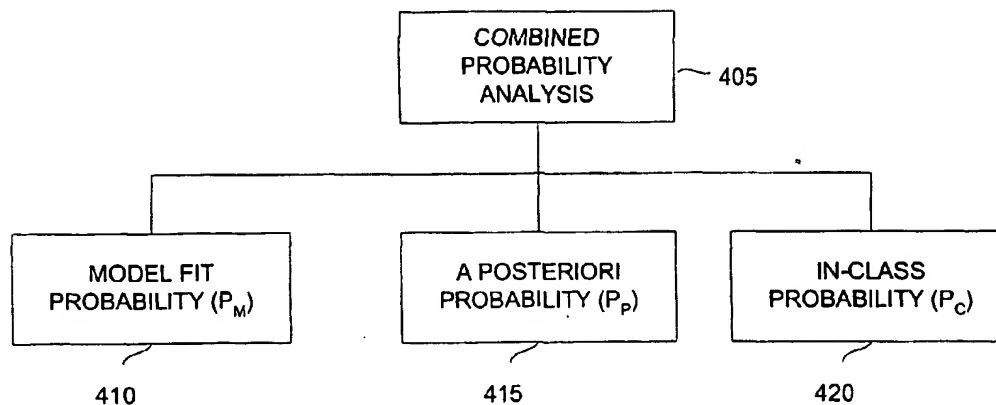 COMBINED
PROBABILITY
ANALYSIS
405
MODEL FIT
PROBABILITY (P_M)
A POSTERIORI
PROBABILITY (P_P)
IN-CLASS
PROBABILITY (P_C)
410
415
420